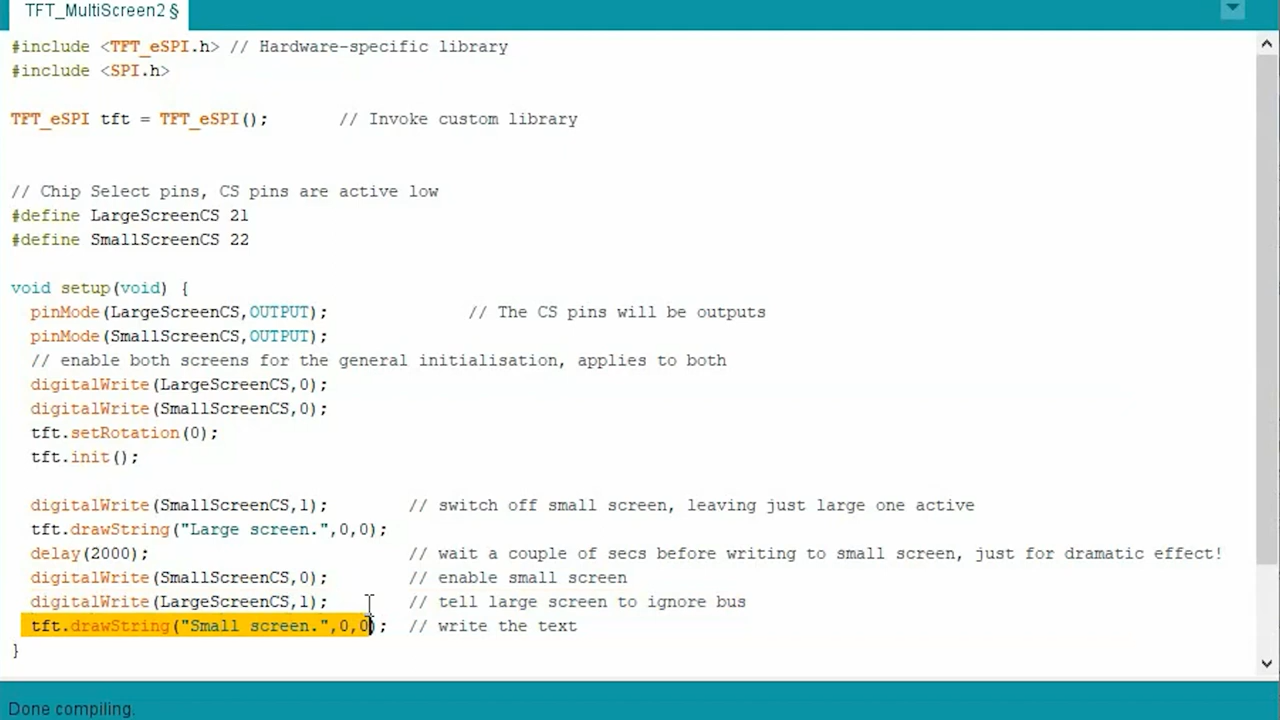 TFT_MultiScreen2 §
#include <TFT_eSPI.h> // Hardware-specific library
#include <SPI.h>
TFT_eSPI tft = TFT_eSPI();       // Invoke custom library
// Chip Select pins, CS pins are active low
#define LargeScreenCS 21
#define SmallScreenCS 22
void setup(void) {
  pinMode(LargeScreenCS,OUTPUT);              // The CS pins will be outputs
  pinMode(SmallScreenCS,OUTPUT);
  // enable both screens for the general initialisation, applies to both
  digitalWrite(LargeScreenCS,0);
  digitalWrite(SmallScreenCS,0);
  tft.setRotation(0);
  tft.init();
  digitalWrite(SmallScreenCS,1);        // switch off small screen, leaving just large one active
  tft.drawString("Large screen.",0,0);
  delay(2000);                          // wait a couple of secs before writing to small screen, just for dramatic effect!
  digitalWrite(SmallScreenCS,0);        // enable small screen
  digitalWrite(LargeScreenCS,1);        // tell large screen to ignore bus
  tft.drawString("Small screen.",0,0);  // write the text
}
Done compiling.